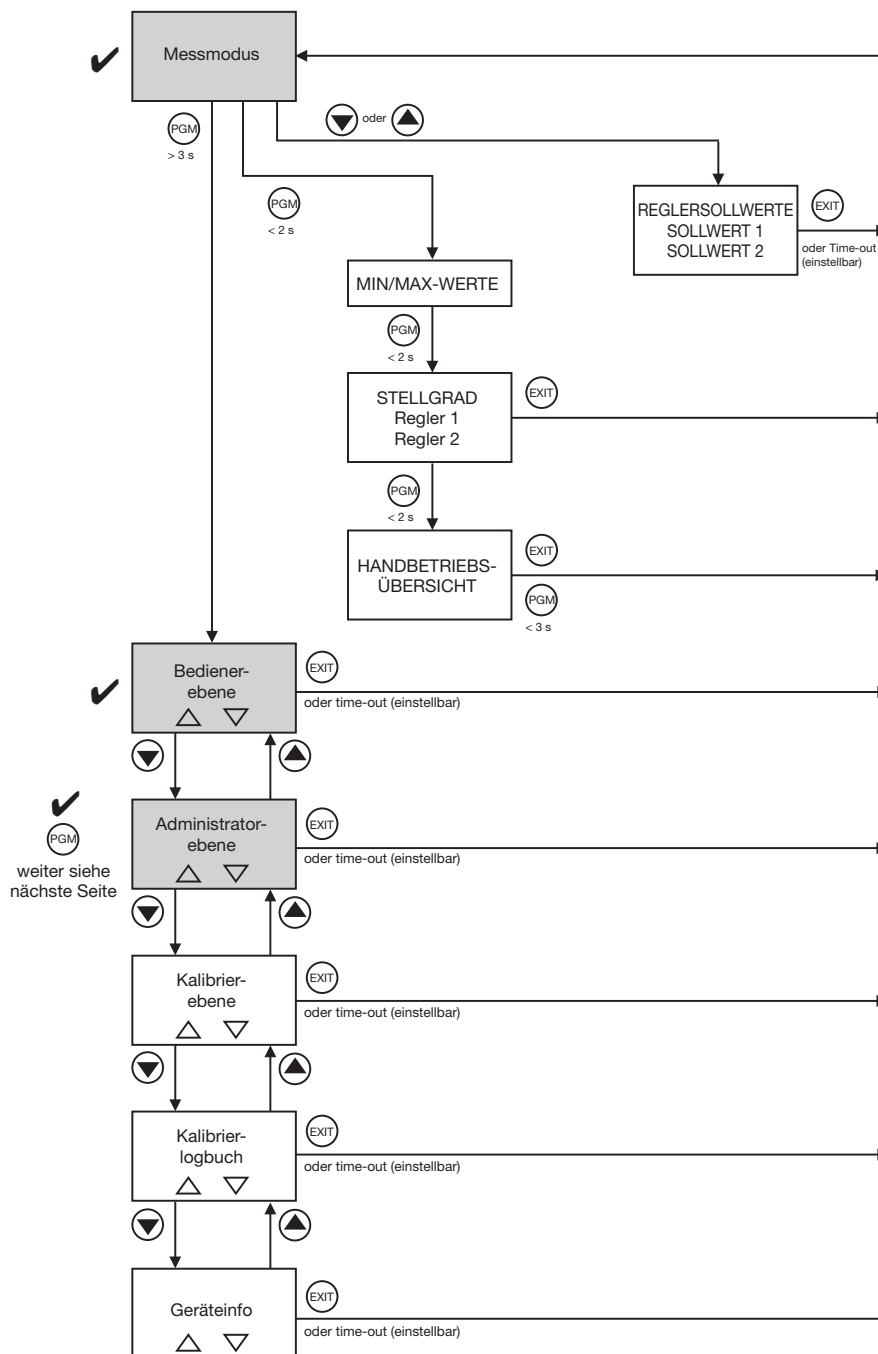 Messmodus
PGM
> 3 s
oder
PGM
< 2 s
REGLERSOLLWERTE
SOLLWERT 1
SOLLWERT 2
EXIT
oder Time-out
(einstellbar)
MIN/MAX-WERTE
PGM
< 2 s
STELLGRAD
Regler 1
Regler 2
EXIT
PGM
< 2 s
HANDBETRIEBS-
ÜBERSICHT
EXIT
PGM
< 3 s
Bediener-
ebene
EXIT
oder time-out (einstellbar)
PGM
weiter siehe
nächste Seite
Administrator-
ebene
EXIT
oder time-out (einstellbar)
Kalibrier-
ebene
EXIT
oder time-out (einstellbar)
Kalibrier-
logbuch
EXIT
oder time-out (einstellbar)
Geräteinfo
EXIT
oder time-out (einstellbar)